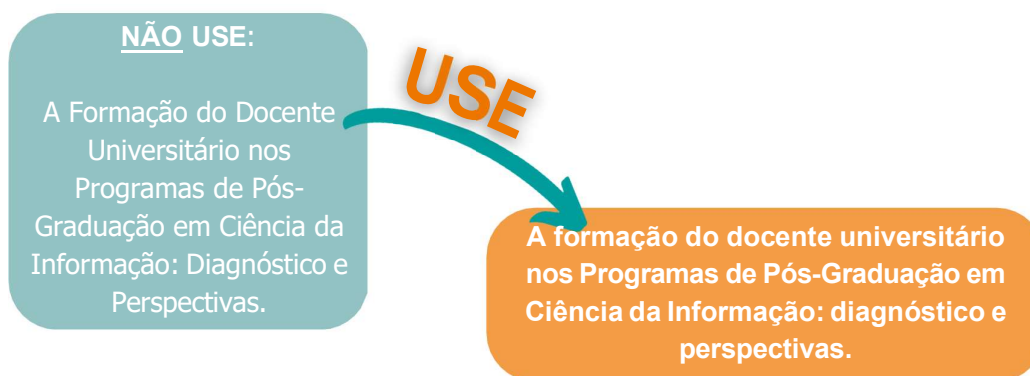 NÃO USE:
A Formação do Docente
Universitário nos
Programas de Pós-
Graduação em Ciência da
Informação: Diagnóstico e
Perspectivas.
USE
A formação do docente universitário
nos Programas de Pós-Graduação em
Ciência da Informação: diagnóstico e
perspectivas.